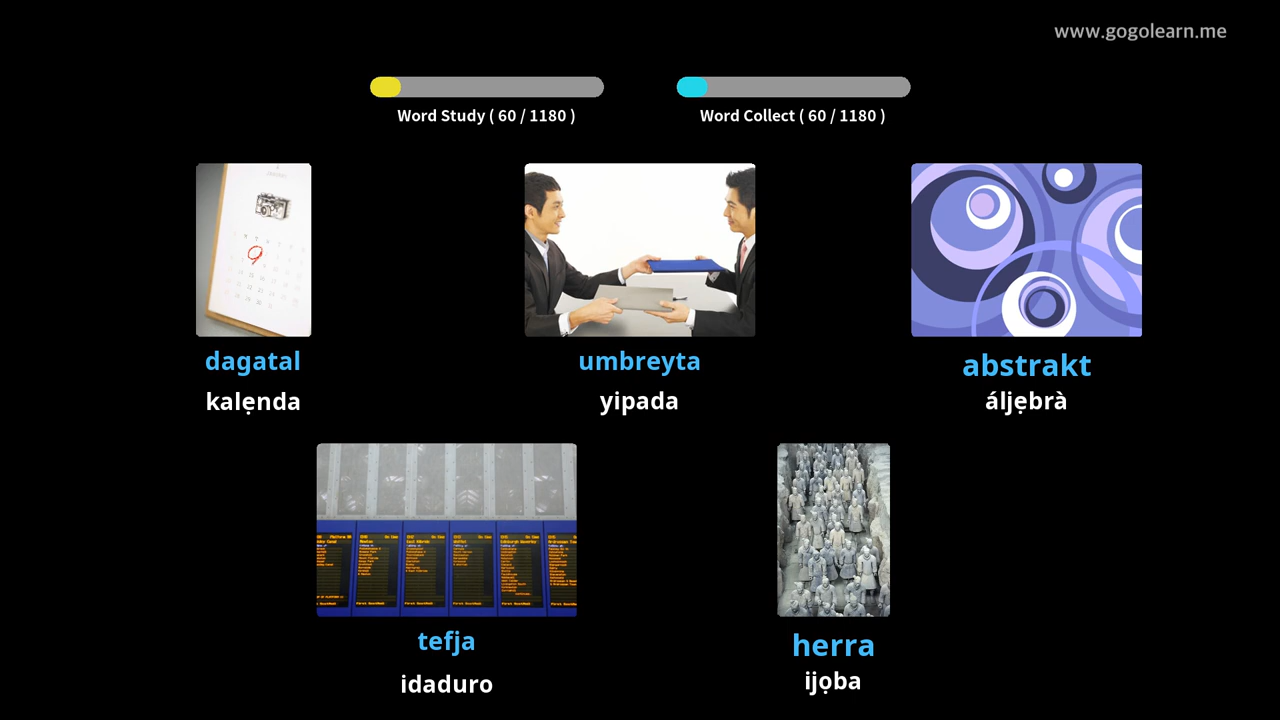 www.gogolearn.me
Word Study ( 60 / 1180 )
Word Collect ( 60 / 1180 )
dagatal
kalẹnda
umbreyta
yipada
abstrakt
áljẹbrà
tefja
idaduro
herra
ijọba